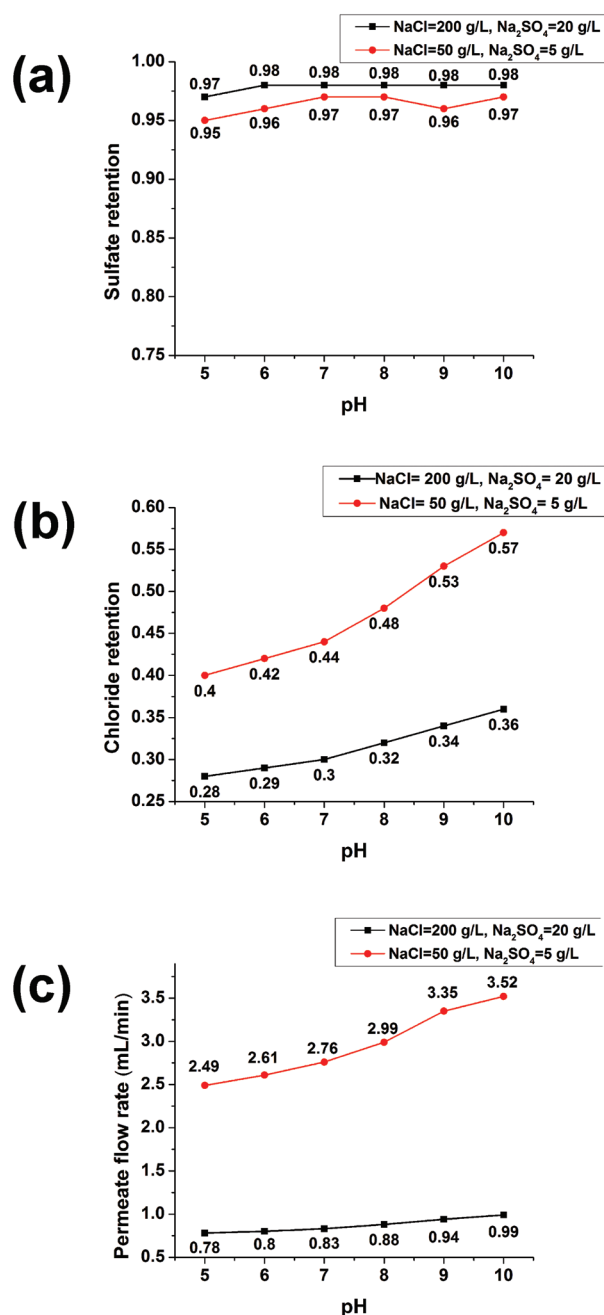 (a)
NaCl=200 g/L, Na₂SO₄=20 g/L
NaCl=50 g/L, Na₂SO₄=5 g/L
1.00
0.95
0.90
0.85
0.80
0.75
Sulfate retention
0.97 0.98 0.98 0.98 0.98 0.98
0.95 0.96 0.97 0.97 0.96 0.97
5 6 7 8 9 10
pH
(b)
NaCl= 200 g/L, Na₂SO₄= 20 g/L
NaCl= 50 g/L, Na₂SO₄= 5 g/L
0.60
0.55
0.50
0.45
0.40
0.35
0.30
0.25
Chloride retention
0.4 0.42 0.44 0.48 0.53 0.57
0.28 0.29 0.3 0.32 0.34 0.36
5 6 7 8 9 10
pH
(c)
NaCl=200 g/L, Na₂SO₄=20 g/L
NaCl=50 g/L, Na₂SO₄=5 g/L
3.5
3.0
2.5
2.0
1.5
1.0
0.5
Permeate flow rate (mL/min)
2.49 2.61 2.76 2.99 3.35 3.52
0.78 0.8 0.83 0.88 0.94 0.99
5 6 7 8 9 10
pH